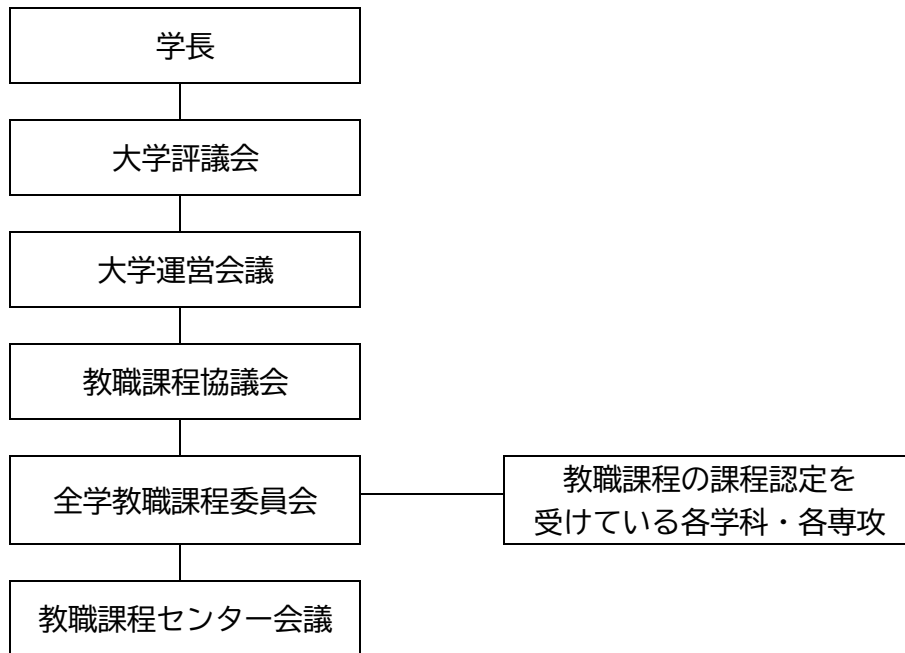 学長
大学評議会
大学運営会議
教職課程協議会
全学教職課程委員会
教職課程の課程認定を
受けている各学科・各専攻
教職課程センター会議